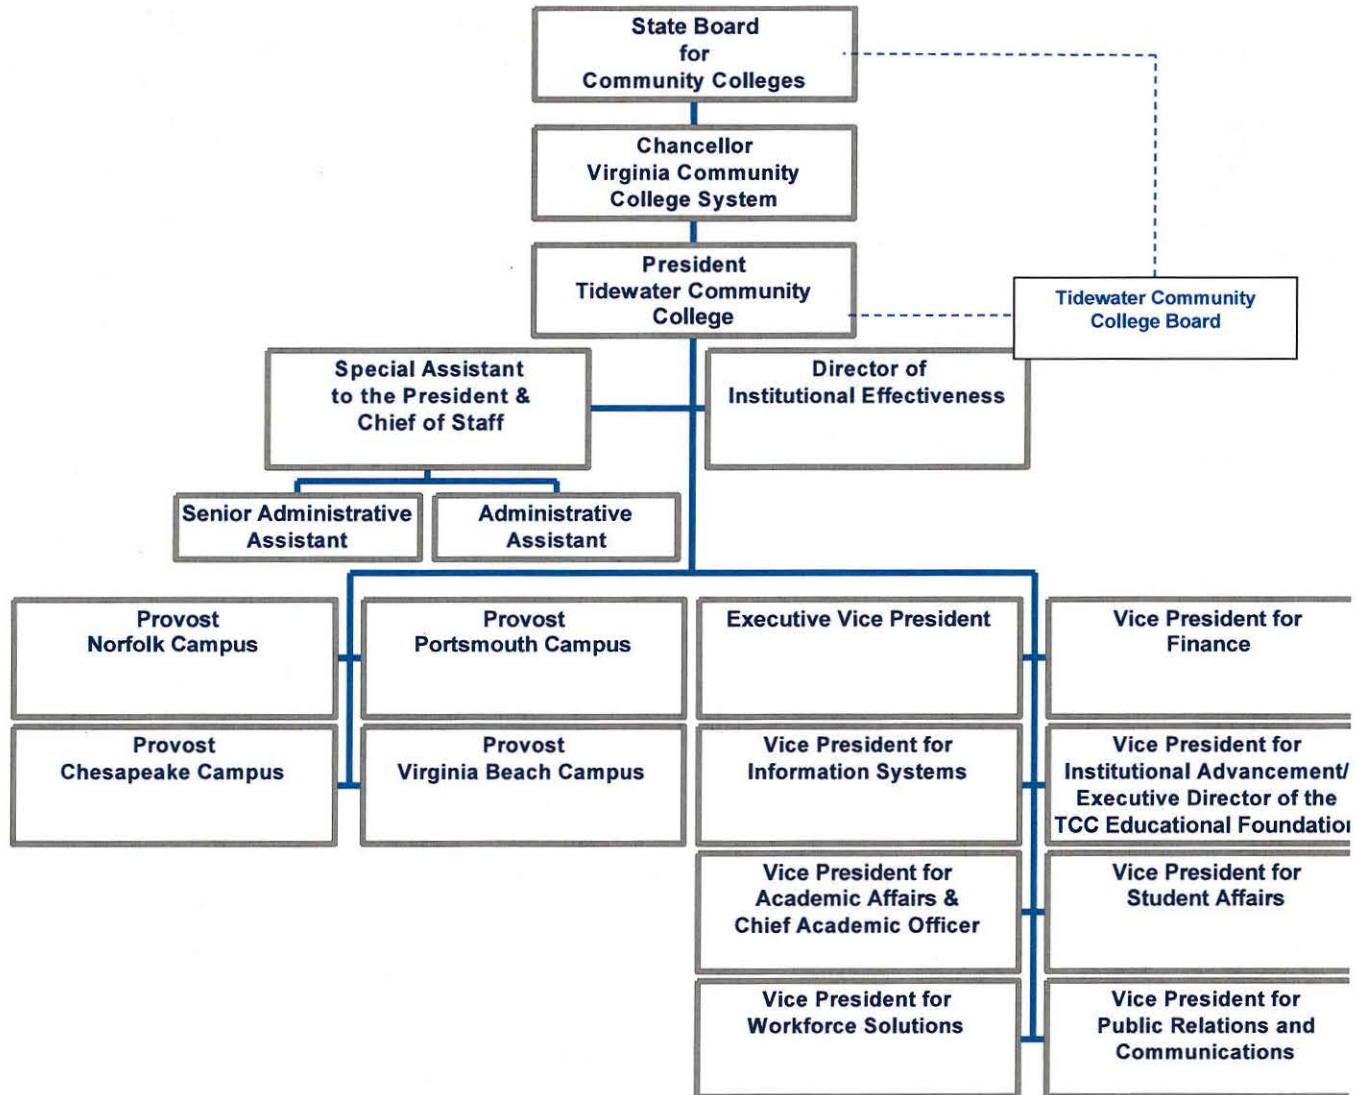 State Board
for
Community Colleges
Chancellor
Virginia Community
College System
President
Tidewater Community
College
Tidewater Community
College Board
Special Assistant
to the President &
Chief of Staff
Director of
Institutional Effectiveness
Senior Administrative
Assistant
Administrative
Assistant
Provost
Norfolk Campus
Provost
Portsmouth Campus
Executive Vice President
Vice President for
Finance
Provost
Chesapeake Campus
Provost
Virginia Beach Campus
Vice President for
Information Systems
Vice President for
Institutional Advancement/
Executive Director of the
TCC Educational Foundation
Vice President for
Academic Affairs &
Chief Academic Officer
Vice President for
Student Affairs
Vice President for
Workforce Solutions
Vice President for
Public Relations and
Communications